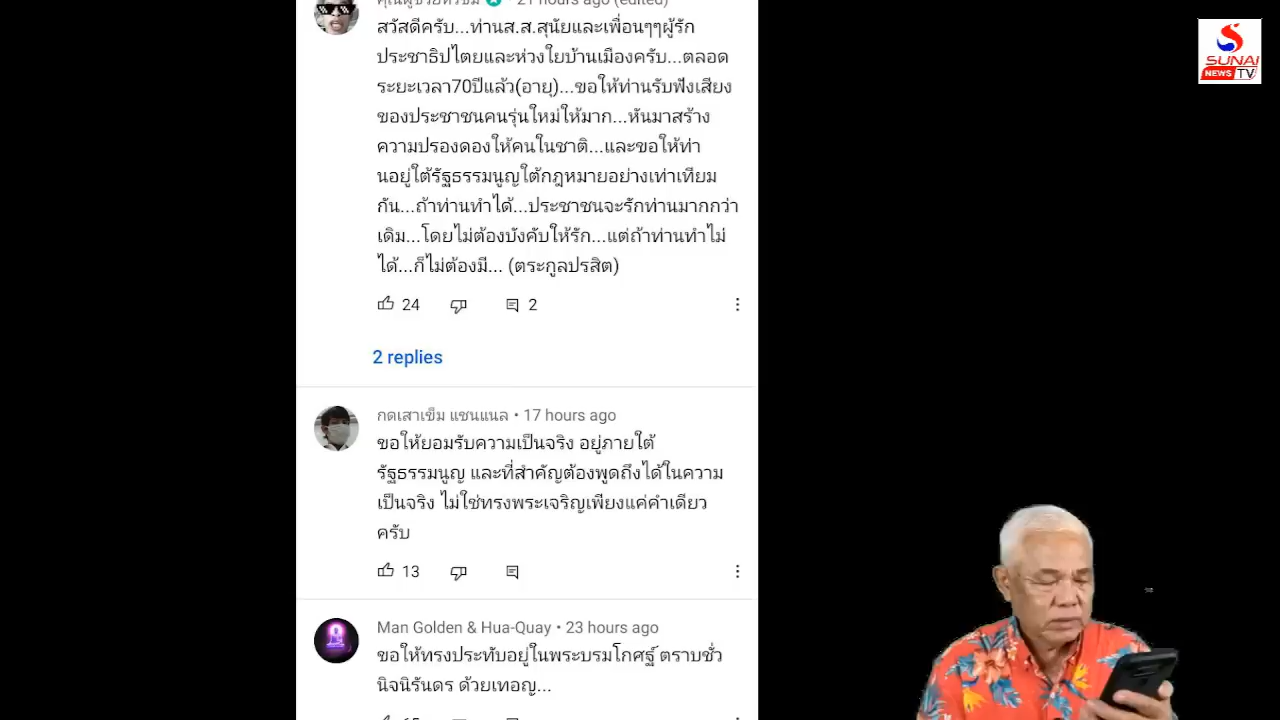 คุณผู้ช่วยทิวซิม • 21 hours ago (edited)
สวัสดีครับ...ท่านส.ส.สุนัยและเพื่อนๆๆผู้รัก
ประชาธิปไตยและห่วงใยบ้านเมืองครับ...ตลอด
ระยะเวลา70ปีแล้ว(อายุ)...ขอให้ท่านรับฟังเสียง
ของประชาชนคนรุ่นใหม่ให้มาก...หันมาสร้าง
ความปรองดองให้คนในชาติ...และขอให้ท่า
นอยู่ใต้รัฐธรรมนูญใต้กฎหมายอย่างเท่าเทียม
กัน...ถ้าท่านทำได้...ประชาชนจะรักท่านมากกว่า
เดิม...โดยไม่ต้องบังคับให้รัก...แต่ถ้าท่านทำไม่
ได้...ก็ไม่ต้องมี... (ตระกูลปรสิต)
24 2
2 replies
กดเสาเข็ม แชนแนล • 17 hours ago
ขอให้ยอมรับความเป็นจริง อยู่ภายใต้
รัฐธรรมนูญ และที่สำคัญต้องพูดถึงได้ในความ
เป็นจริง ไม่ใช่ทรงพระเจริญเพียงแค่คำเดียว
ครับ
13
Man Golden & Hua-Quay • 23 hours ago
ขอให้ทรงประทับอยู่ในพระบรมโกศฐ์ ตราบชั่ว
นิจนิรันดร ด้วยเทอญ...
SUNAI
NEWS TV